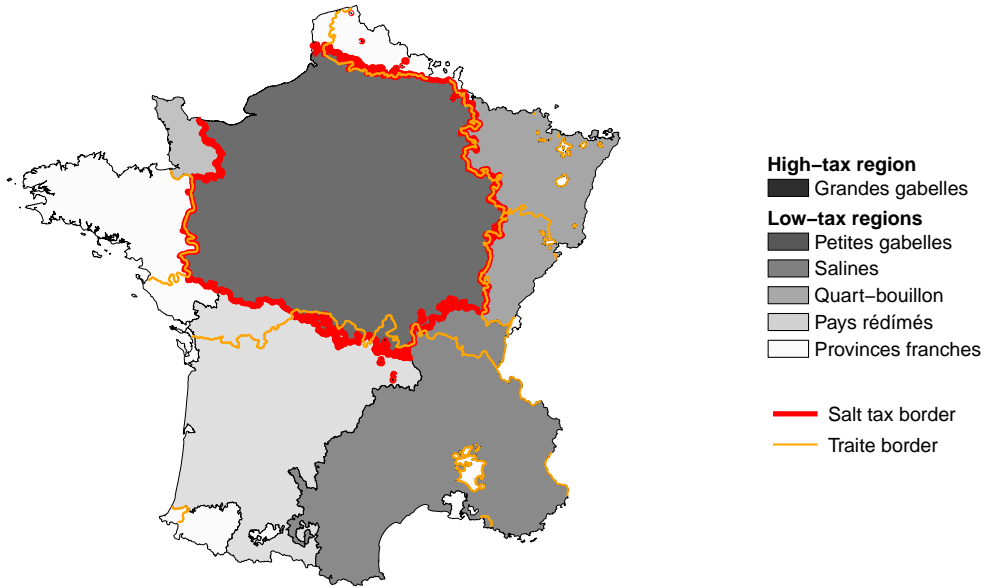 High−tax region
Grandes gabelles
Low−tax regions
Petites gabelles
Salines
Quart−bouillon
Pays rédímés
Provinces franches
Salt tax border
Traite border